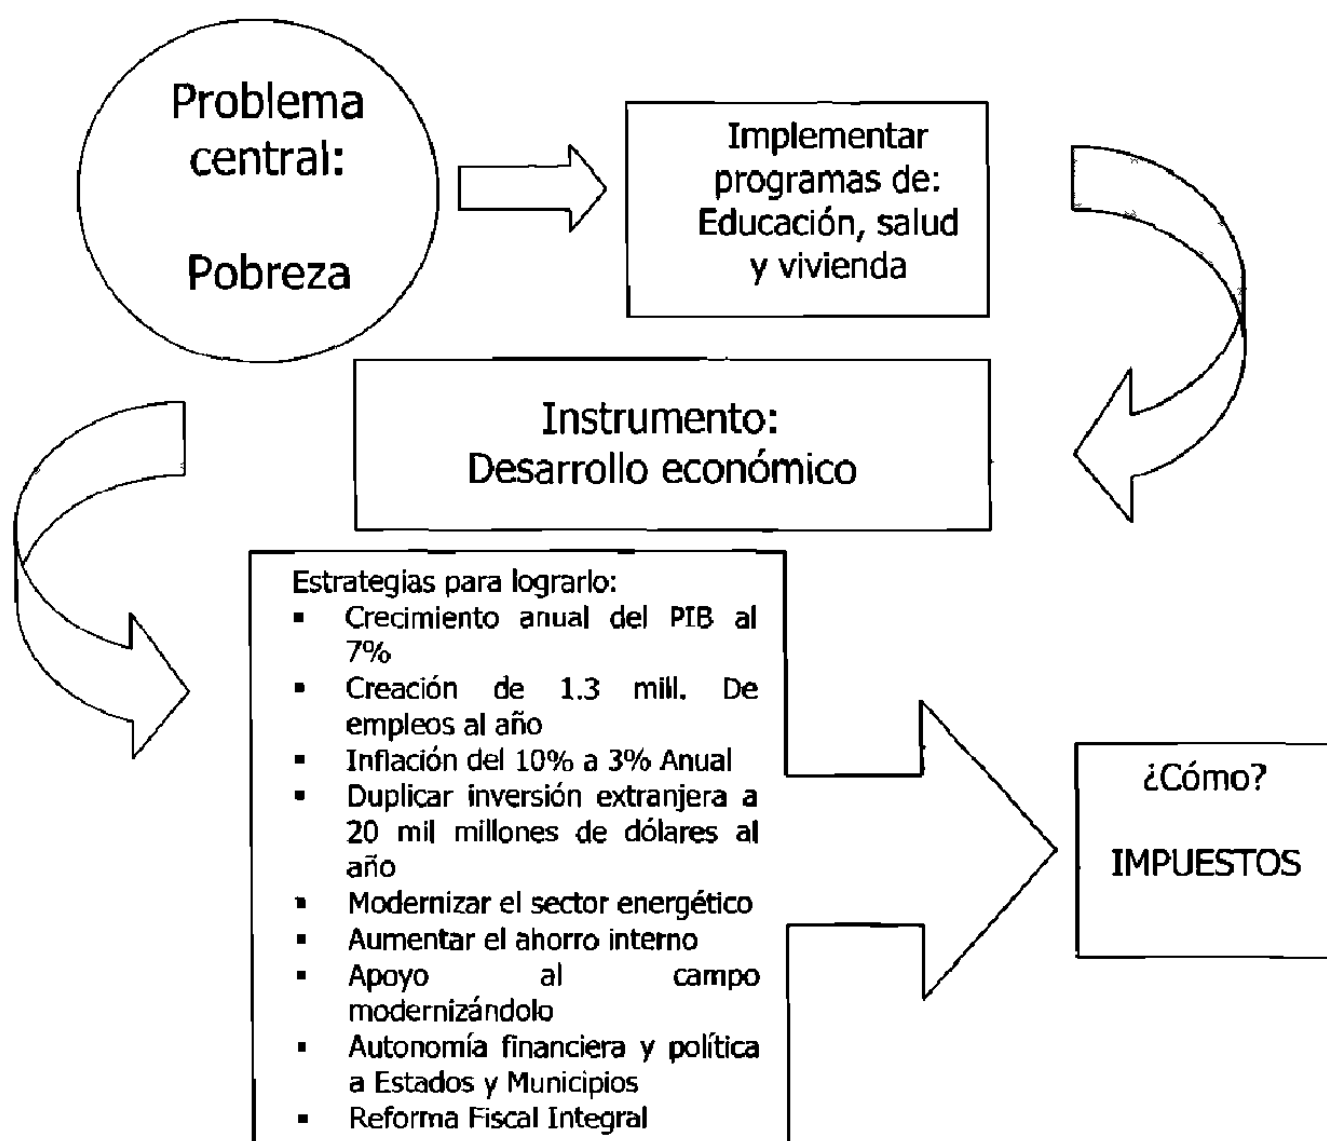 Problema
central:
Pobreza
Implementar
programas de:
Educación, salud
y vivienda
Instrumento:
Desarrollo económico
Estrategias para lograrlo:
▪ Crecimiento anual del PIB al
7%
▪ Creación de 1.3 mill. De
empleos al año
▪ Inflación del 10% a 3% Anual
▪ Duplicar inversión extranjera a
20 mil millones de dólares al
año
▪ Modernizar el sector energético
▪ Aumentar el ahorro interno
▪ Apoyo al campo
modernizándolo
▪ Autonomía financiera y política
a Estados y Municipios
▪ Reforma Fiscal Integral
¿Cómo?
IMPUESTOS